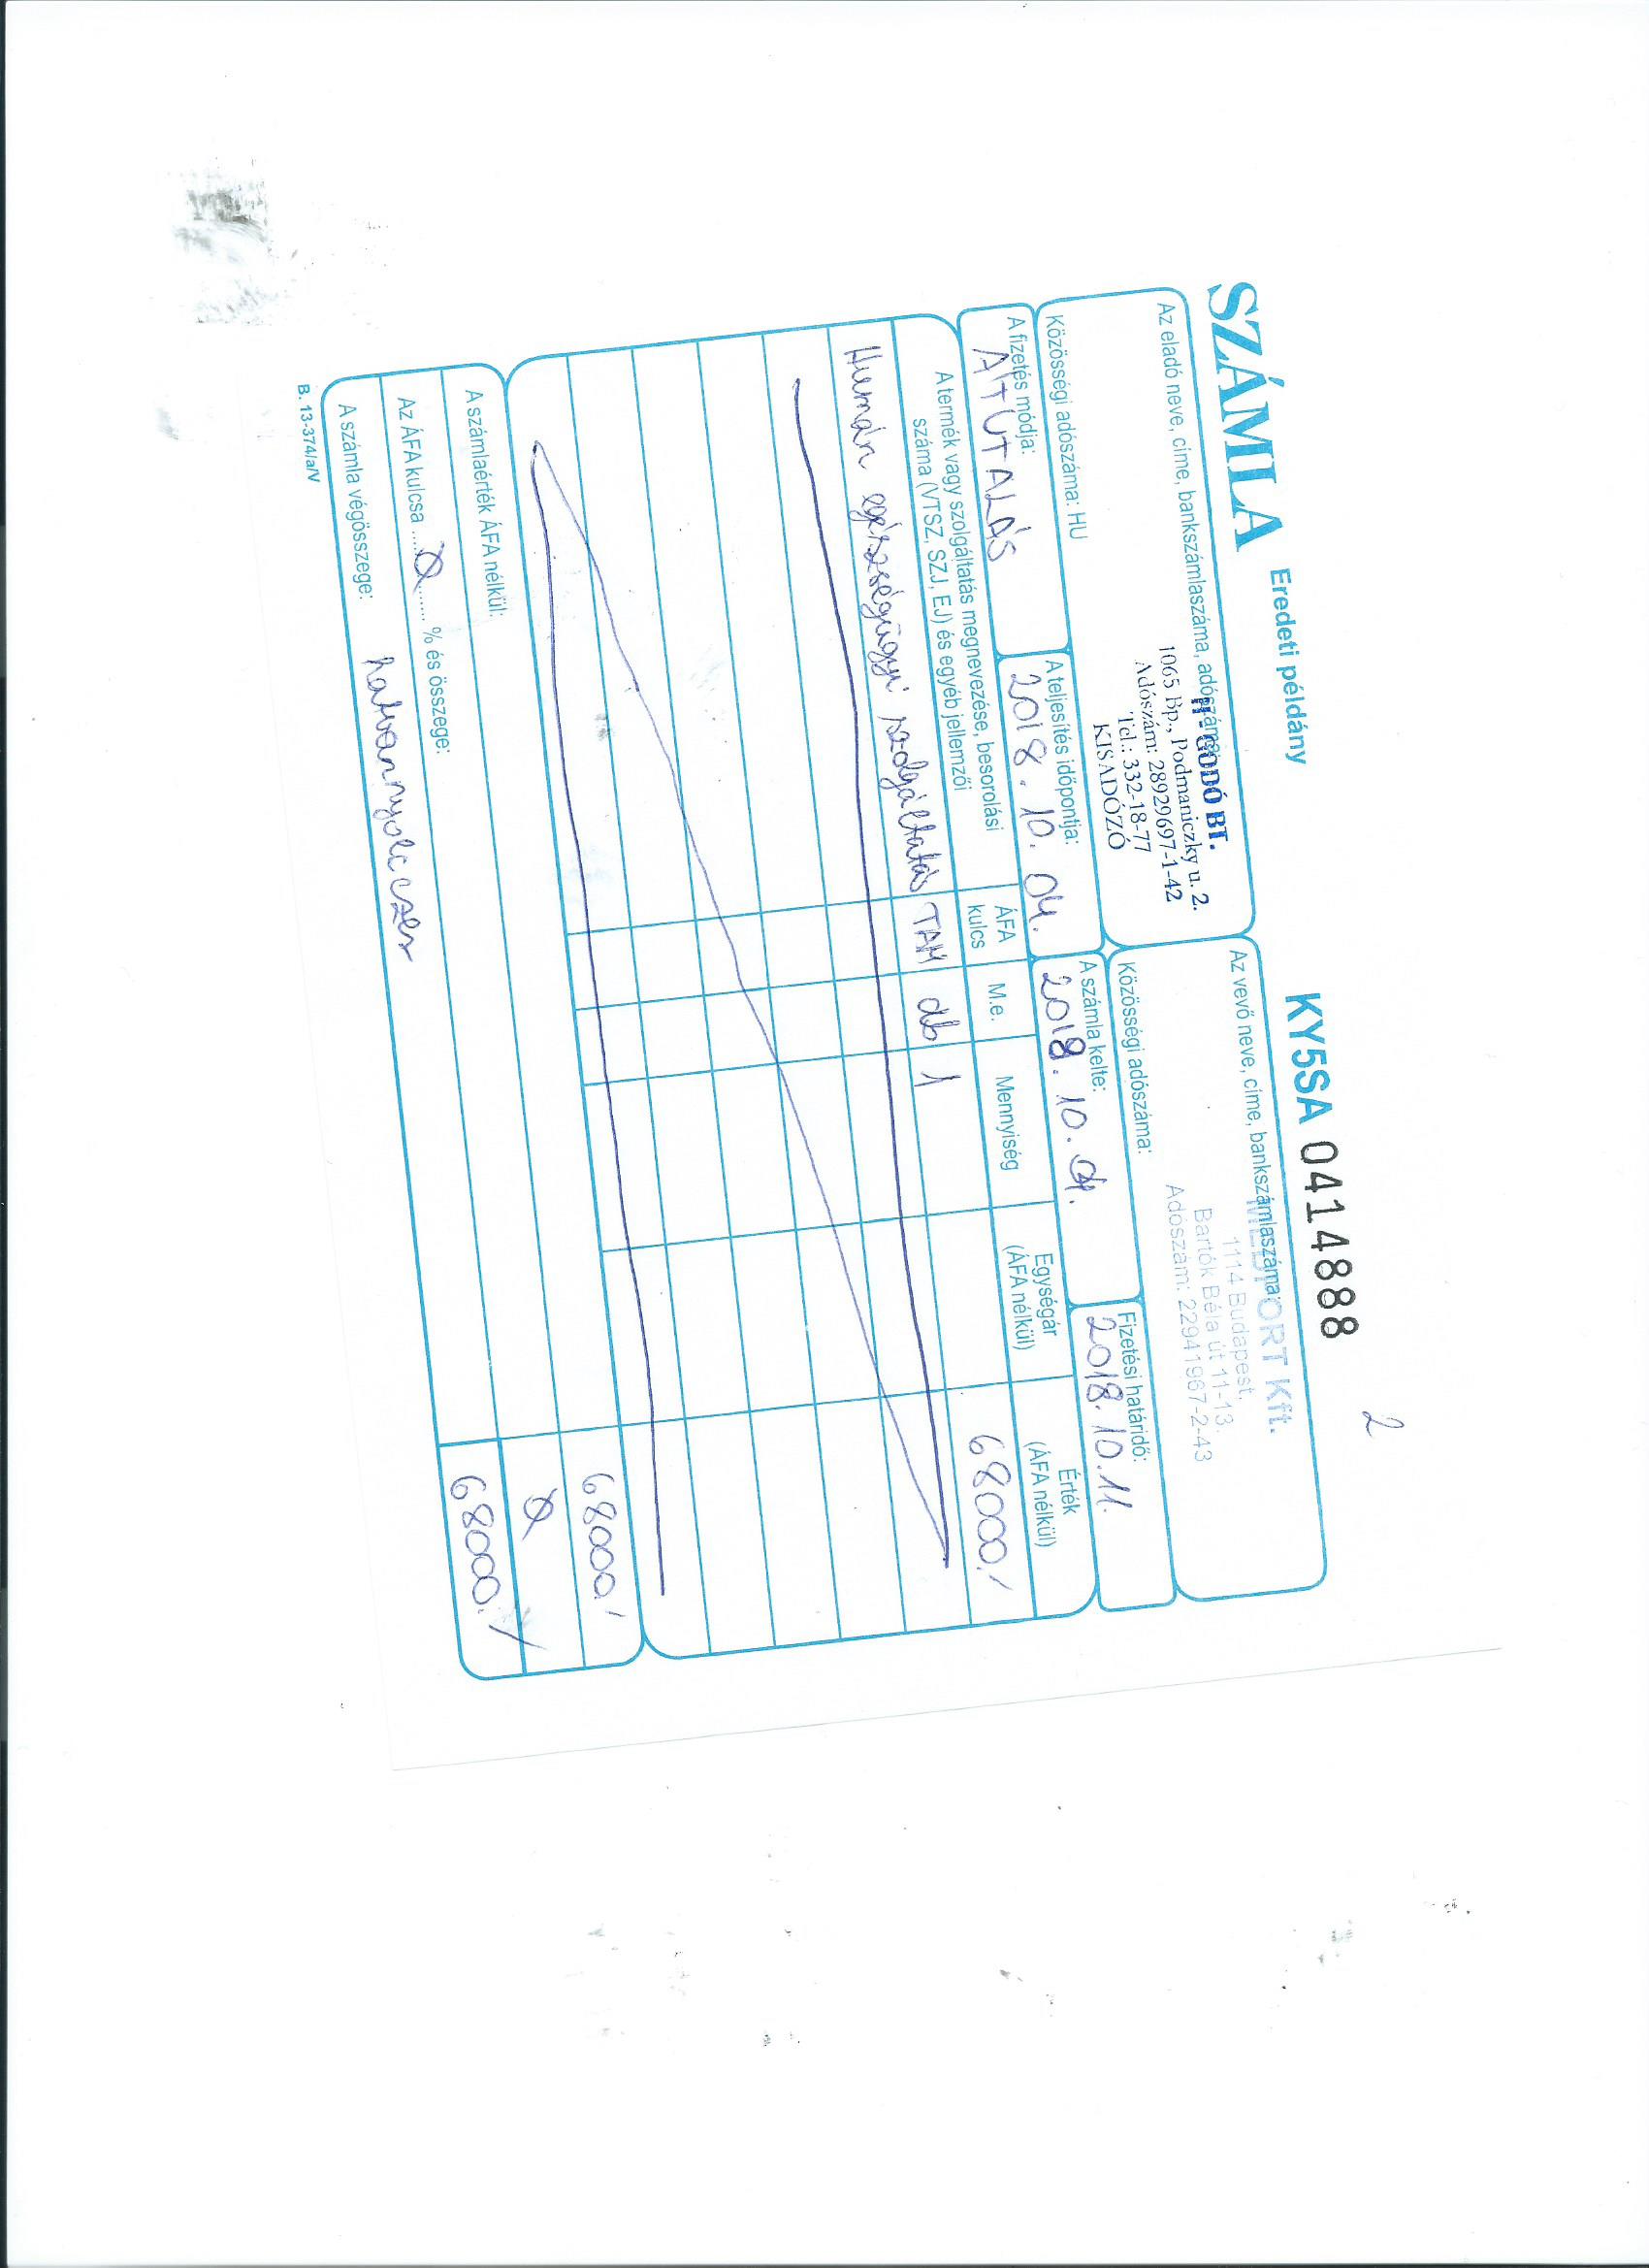 2
SZÁMLA Eredeti példány KY5SA 0414888
Az eladó neve, címe, bankszámlaszáma, adószáma:
GÓDÓ BT.
1065 Bp., Podmaniczky u. 2.
Adószám: 28929697-1-42
Tel.: 332-18-77
KISADÓZÓ
Közösségi adószáma: HU
Az vevő neve, címe, bankszámlaszáma:
ORT Kft.
1114 Budapest,
Bartók Béla út 11-13.
Adószám: 22941967-2-43
Közösségi adószáma:
A fizetés módja:
ÁTUTALÁS
A teljesítés időpontja:
2018. 10. 04.
A számla kelte:
2018. 10. 04.
Fizetési határidő:
2018. 10. 11.
A termék vagy szolgáltatás megnevezése, besorolási
száma (VTSZ, SZJ, EJ) és egyéb jellemzői
ÁFA
kulcs
M.e.
Mennyiség
Egységár
(ÁFA nélkül)
Érték
(ÁFA nélkül)
Humán egészségügyi szolgáltatás TAM db 1 68000./
A számlaérték ÁFA nélkül: 68000./
Az ÁFA kulcsa ..... Ø ..... % és összege: Ø
A számla végösszege: hatvannyolcezer 68000./
B. 13-374/a/V